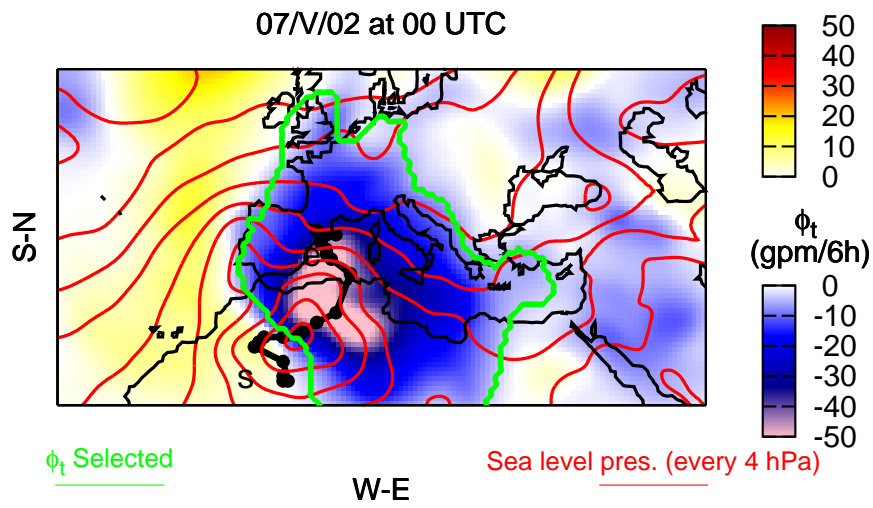 07/V/02 at 00 UTC
50
40
30
20
10
0
S-N
ϕt
(gpm/6h)
0
-10
-20
-30
-40
-50
e
s
ϕt Selected
Sea level pres. (every 4 hPa)
W-E